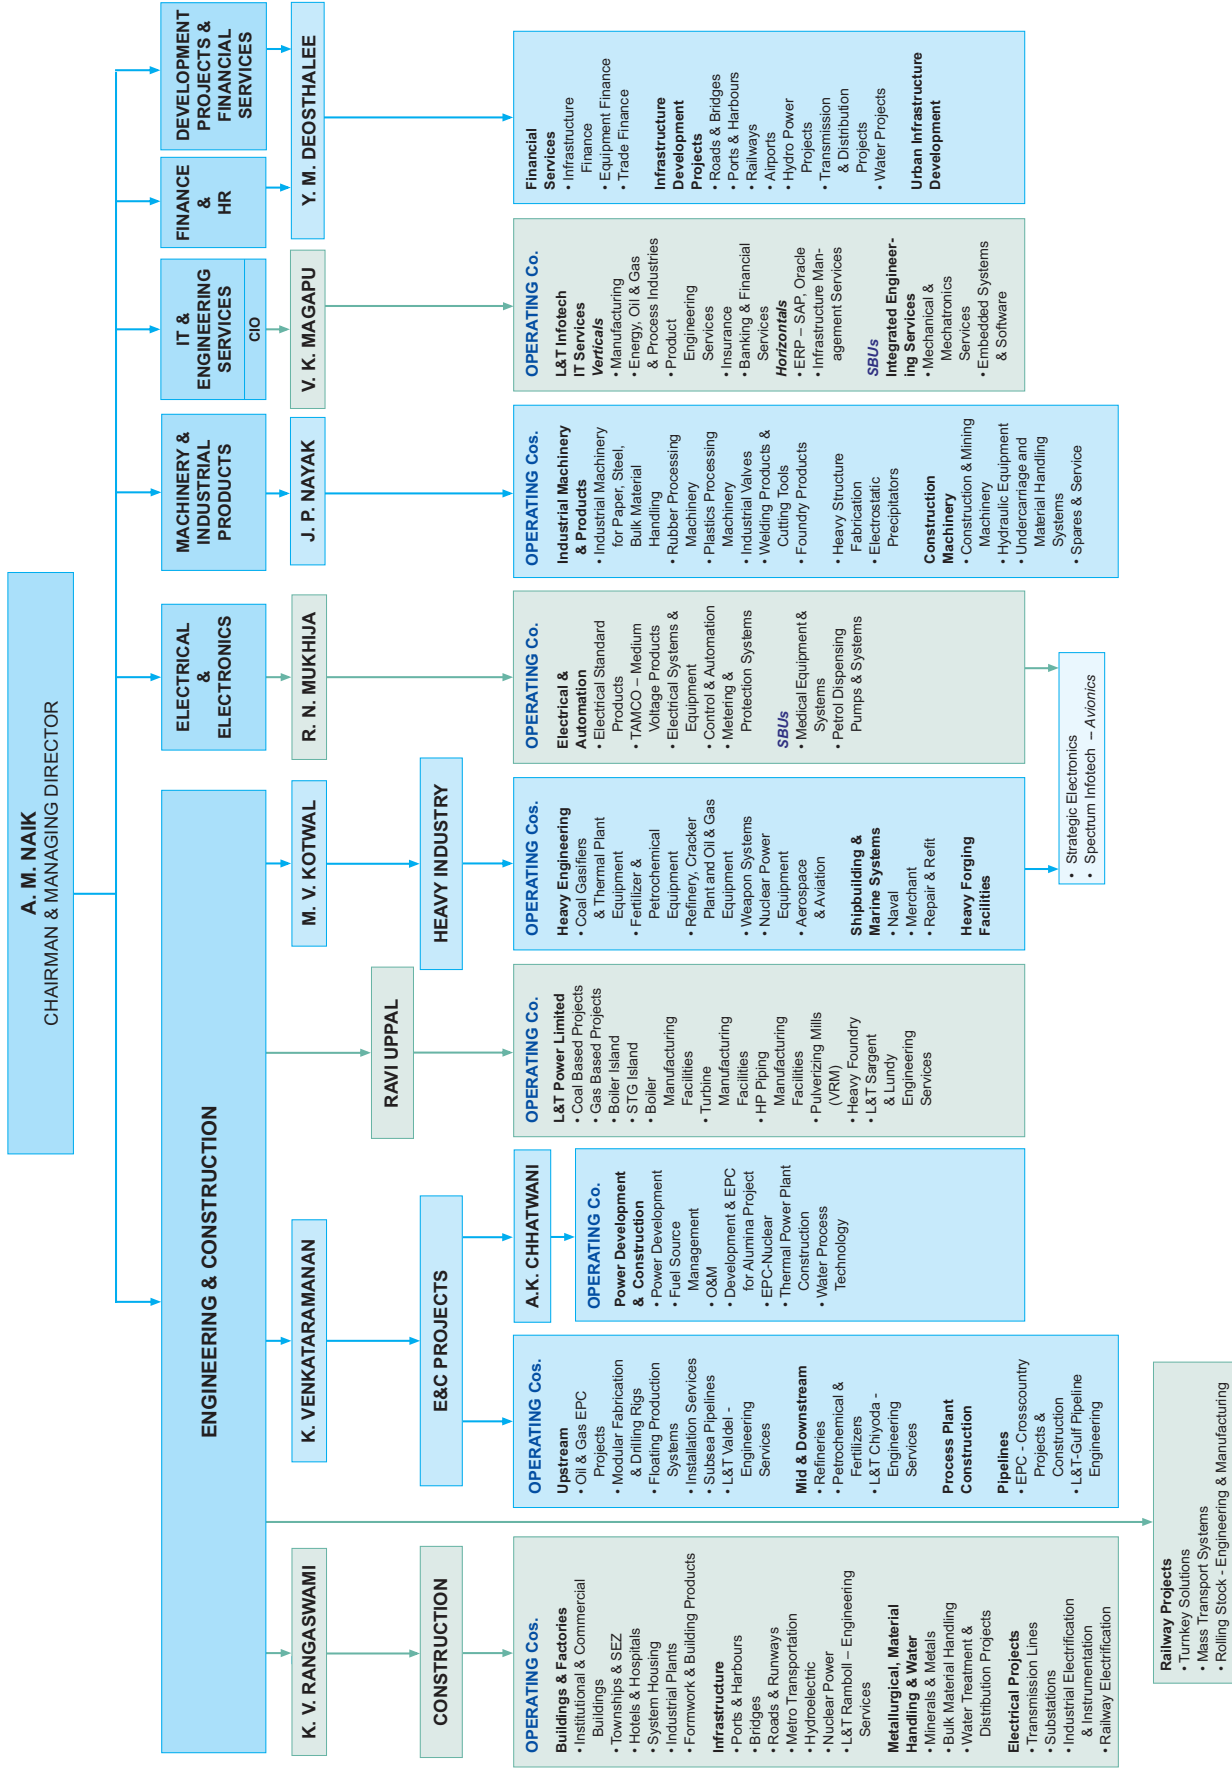 A. M. NAIK
CHAIRMAN & MANAGING DIRECTOR
ENGINEERING & CONSTRUCTION
ELECTRICAL
&
ELECTRONICS
MACHINERY &
INDUSTRIAL
PRODUCTS
IT &
ENGINEERING
SERVICES
CIO
FINANCE
&
HR
DEVELOPMENT
PROJECTS &
FINANCIAL
SERVICES
K. V. RANGASWAMI
K. VENKATARAMANAN
RAVI UPPAL
M. V. KOTWAL
R. N. MUKHIJA
J. P. NAYAK
V. K. MAGAPU
Y. M. DEOSTHALEE
CONSTRUCTION
E&C PROJECTS
HEAVY INDUSTRY
A.K. CHHATWANI
OPERATING Cos.
Buildings & Factories
• Institutional & Commercial
Buildings
• Townships & SEZ
• Hotels & Hospitals
• System Housing
• Industrial Plants
• Formwork & Building Products
Infrastructure
• Ports & Harbours
• Bridges
• Roads & Runways
• Metro Transportation
• Hydroelectric
• Nuclear Power
• L&T Ramboll – Engineering
Services
Metallurgical, Material
Handling & Water
• Minerals & Metals
• Bulk Material Handling
• Water Treatment &
Distribution Projects
Electrical Projects
• Transmission Lines
• Substations
• Industrial Electrification
& Instrumentation
• Railway Electrification
OPERATING Cos.
Upstream
• Oil & Gas EPC
Projects
• Modular Fabrication
& Drilling Rigs
• Floating Production
Systems
• Installation Services
• Subsea Pipelines
• L&T Valdel -
Engineering
Services
Mid & Downstream
• Refineries
• Petrochemical &
Fertilizers
• L&T Chiyoda -
Engineering
Services
Process Plant
Construction
Pipelines
• EPC - Crosscountry
Projects &
Construction
• L&T-Gulf Pipeline
Engineering
OPERATING Co.
Power Development
& Construction
• Power Development
• Fuel Source
Management
• O&M
• Development & EPC
for Alumina Project
• EPC-Nuclear
• Thermal Power Plant
Construction
• Water Process
Technology
OPERATING Co.
L&T Power Limited
• Coal Based Projects
• Gas Based Projects
• Boiler Island
• STG Island
• Boiler
Manufacturing
Facilities
• Turbine
Manufacturing
Facilities
• HP Piping
Manufacturing
Facilities
• Pulverizing Mills
(VRM)
• Heavy Foundry
• L&T Sargent
& Lundy
Engineering
Services
OPERATING Cos.
Heavy Engineering
• Coal Gasifiers
& Thermal Plant
Equipment
• Fertilizer &
Petrochemical
Equipment
• Refinery, Cracker
Plant and Oil & Gas
Equipment
• Weapon Systems
• Nuclear Power
Equipment
• Aerospace
& Aviation
Shipbuilding &
Marine Systems
• Naval
• Merchant
• Repair & Refit
Heavy Forging
Facilities
OPERATING Co.
Electrical &
Automation
• Electrical Standard
Products
• TAMCO – Medium
Voltage Products
• Electrical Systems &
Equipment
• Control & Automation
• Metering &
Protection Systems
SBUs
• Medical Equipment &
Systems
• Petrol Dispensing
Pumps & Systems
OPERATING Cos.
Industrial Machinery
& Products
• Industrial Machinery
for Paper, Steel,
Bulk Material
Handling
• Rubber Processing
Machinery
• Plastics Processing
Machinery
• Industrial Valves
• Welding Products &
Cutting Tools
• Foundry Products
• Heavy Structure
Fabrication
• Electrostatic
Precipitators
Construction
Machinery
• Construction & Mining
Machinery
• Hydraulic Equipment
• Undercarriage and
Material Handling
Systems
• Spares & Service
OPERATING Co.
L&T Infotech
IT Services
Verticals
• Manufacturing
• Energy, Oil & Gas
& Process Industries
• Product
Engineering
Services
• Insurance
• Banking & Financial
Services
Horizontals
• ERP – SAP, Oracle
• Infrastructure Man-
agement Services
SBUs
Integrated Engineer-
ing Services
• Mechanical &
Mechatronics
Services
• Embedded Systems
& Software
Financial
Services
• Infrastructure
Finance
• Equipment Finance
• Trade Finance
Infrastructure
Development
Projects
• Roads & Bridges
• Ports & Harbours
• Railways
• Airports
• Hydro Power
Projects
• Transmission
& Distribution
Projects
• Water Projects
Urban Infrastructure
Development
Railway Projects
• Turnkey Solutions
• Mass Transport Systems
• Rolling Stock - Engineering & Manufacturing
• Strategic Electronics
• Spectrum Infotech – Avionics